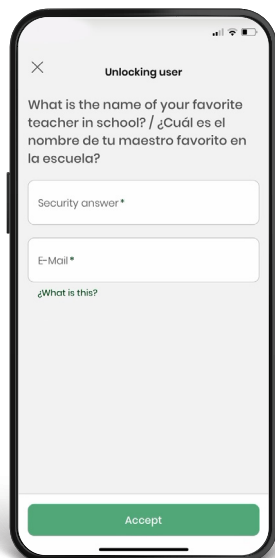 Unlocking user
What is the name of your favorite
teacher in school? / ¿Cuál es el
nombre de tu maestro favorito en
la escuela?
Security answer*
E-Mail*
¿What is this?
Accept